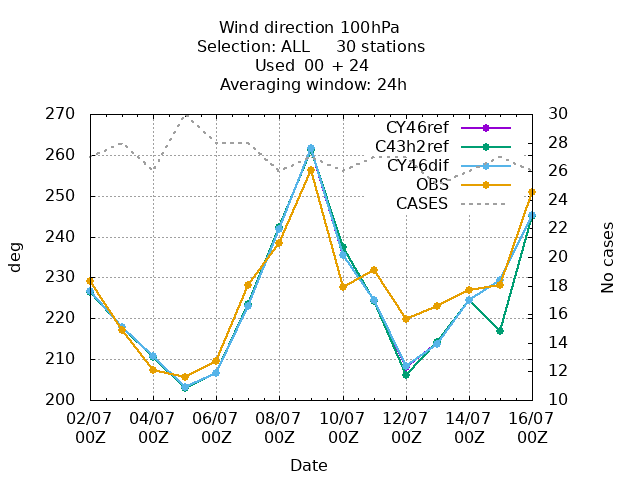 Wind direction 100hPa
Selection: ALL 30 stations
Used 00 + 24
Averaging window: 24h
270
260
250
240
230
220
210
200
30
28
26
24
22
20
18
16
14
12
10
CY46ref
C43h2ref
CY46dif
OBS
CASES
deg
No cases
02/07 04/07 06/07 08/07 10/07 12/07 14/07 16/07
00Z 00Z 00Z 00Z 00Z 00Z 00Z 00Z
Date